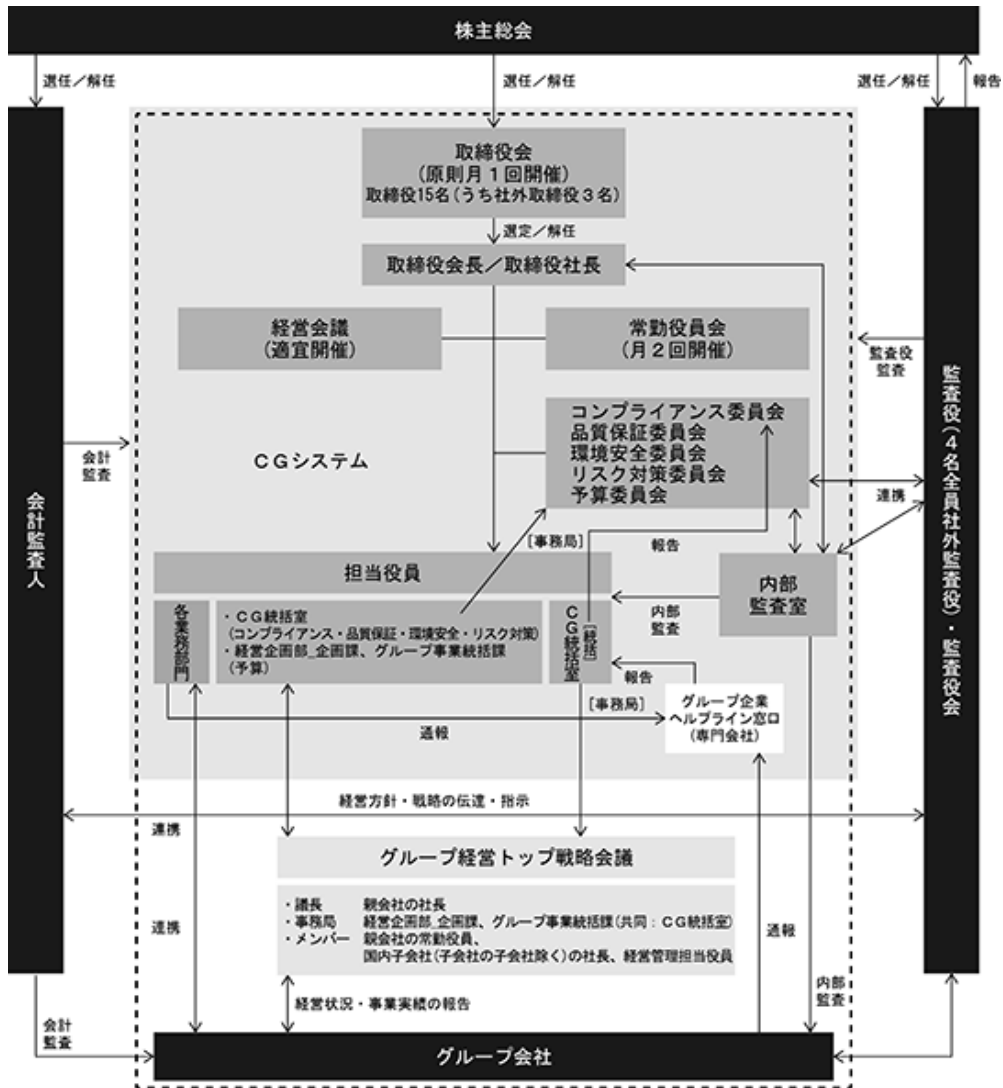 株主総会
選任／解任
選任／解任
選任／解任
報告
取締役会
(原則月１回開催)
取締役15名(うち社外取締役３名)
選定／解任
取締役会長／取締役社長
経営会議
(適宜開催)
常勤役員会
(月２回開催)
監査役
監査
コンプライアンス委員会
品質保証委員会
環境安全委員会
リスク対策委員会
予算委員会
会計
監査
ＣＧシステム
連携
会計監査人
監査役(４名全員社外監査役)・監査役会
[事務局]
報告
担当役員
内部
監査室
内部
監査
各業務部門
・ＣＧ統括室
(コンプライアンス・品質保証・環境安全・リスク対策)
・経営企画部_企画課、グループ事業統括課
(予算)
[統括]
ＣＧ統括室
報告
[事務局]
グループ企業
ヘルプライン窓口
(専門会社)
通報
経営方針・戦略の伝達・指示
連携
グループ経営トップ戦略会議
・議長　親会社の社長
・事務局　経営企画部_企画課、グループ事業統括課(共同：ＣＧ統括室)
・メンバー　親会社の常勤役員、
国内子会社(子会社の子会社除く)の社長、経営管理担当役員
連携
通報
経営状況・事業実績の報告
内部
監査
会計
監査
グループ会社